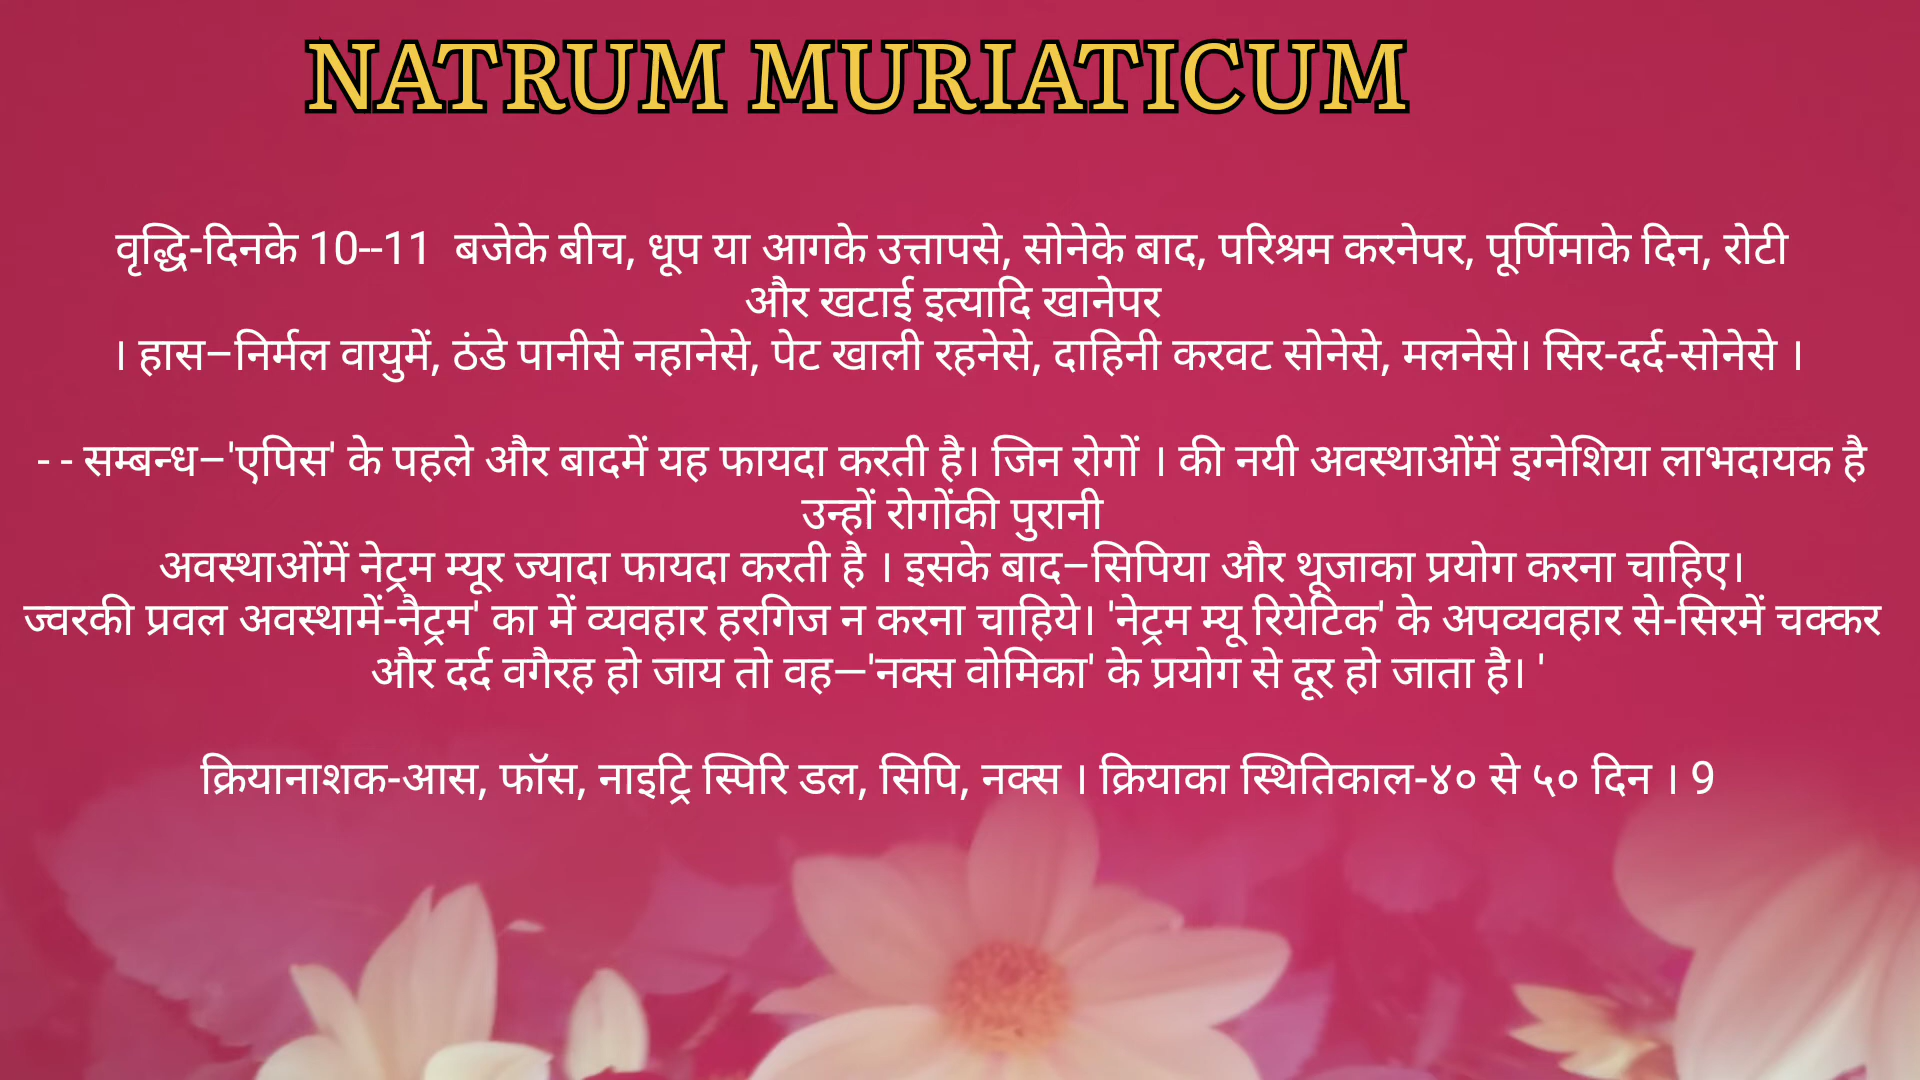 NATRUM MURIATICUM
वृद्धि-दिनके 10--11 बजेके बीच, धूप या आगके उत्तापसे, सोनेके बाद, परिश्रम करनेपर, पूर्णिमाके दिन, रोटी
और खटाई इत्यादि खानेपर
। हास–निर्मल वायुमें, ठंडे पानीसे नहानेसे, पेट खाली रहनेसे, दाहिनी करवट सोनेसे, मलनेसे। सिर-दर्द-सोनेसे ।
- - सम्बन्ध–'एपिस' के पहले और बादमें यह फायदा करती है। जिन रोगों । की नयी अवस्थाओंमें इग्नेशिया लाभदायक है
उन्हों रोगोंकी पुरानी
अवस्थाओंमें नेट्रम म्यूर ज्यादा फायदा करती है । इसके बाद–सिपिया और थूजाका प्रयोग करना चाहिए।
ज्वरकी प्रवल अवस्थामें-नैट्रम' का में व्यवहार हरगिज न करना चाहिये। 'नेट्रम म्यू रियेटिक' के अपव्यवहार से-सिरमें चक्कर
और दर्द वगैरह हो जाय तो वह—'नक्स वोमिका' के प्रयोग से दूर हो जाता है। '
क्रियानाशक-आस, फॉस, नाइट्रि स्पिरि डल, सिपि, नक्स । क्रियाका स्थितिकाल-४० से ५० दिन । 9